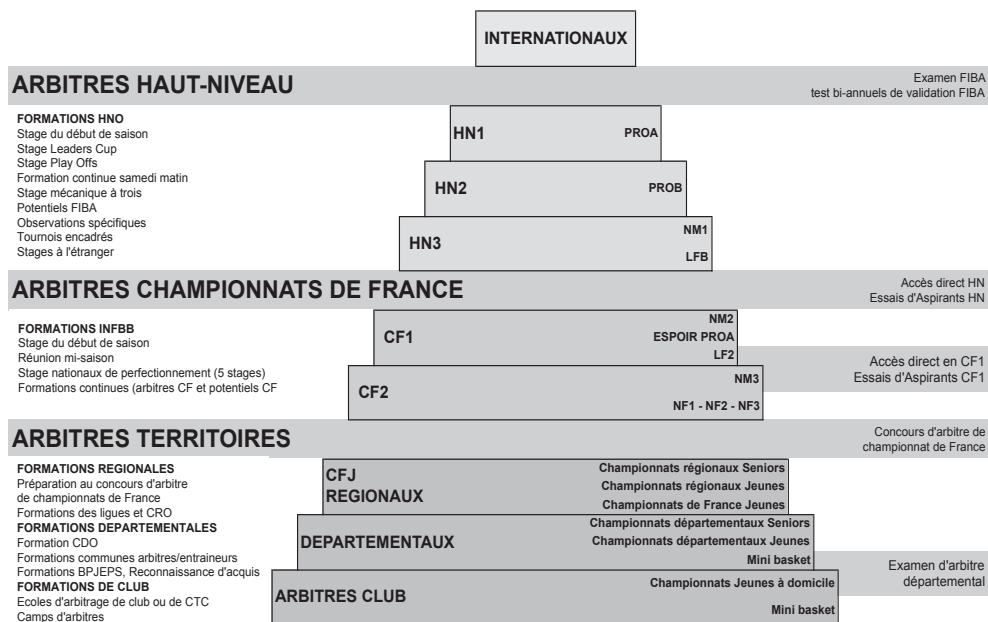 INTERNATIONAUX
ARBITRES HAUT-NIVEAU
Examen FIBA
test bi-annuels de validation FIBA
FORMATIONS HNO
Stage du début de saison
Stage Leaders Cup
Stage Play Offs
Formation continue samedi matin
Stage mécanique à trois
Potentiels FIBA
Observations spécifiques
Tournois encadrés
Stages à l'étranger
HN1
PROA
HN2
PROB
HN3
NM1
LFB
ARBITRES CHAMPIONNATS DE FRANCE
Accès direct HN
Essais d'Aspirants HN
FORMATIONS INFBB
Stage du début de saison
Réunion mi-saison
Stage nationaux de perfectionnement (5 stages)
Formations continues (arbitres CF et potentiels CF
CF1
NM2
ESPOIR PROA
LF2
Accès direct en CF1
Essais d'Aspirants CF1
CF2
NM3
NF1 - NF2 - NF3
ARBITRES TERRITOIRES
Concours d'arbitre de
championnat de France
FORMATIONS REGIONALES
Préparation au concours d'arbitre
de championnats de France
Formations des ligues et CRO
FORMATIONS DEPARTEMENTALES
Formation CDO
Formations communes arbitres/entraineurs
Formations BPJEPS, Reconnaissance d'acquis
FORMATIONS DE CLUB
Ecoles d'arbitrage de club ou de CTC
Camps d'arbitres
CFJ
REGIONAUX
Championnats régionaux Seniors
Championnats régionaux Jeunes
Championnats de France Jeunes
DEPARTEMENTAUX
Championnats départementaux Seniors
Championnats départementaux Jeunes
Mini basket
Examen d'arbitre
départemental
ARBITRES CLUB
Championnats Jeunes à domicile
Mini basket